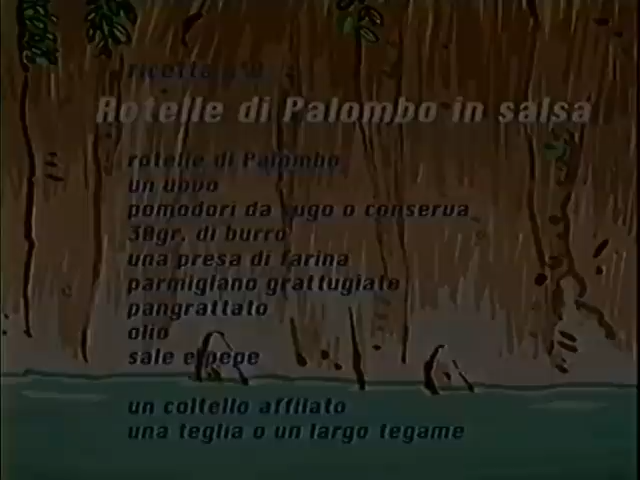 ricetta
Rotelle di Palombo in salsa
rotelle di Palombo
un uovo
pomodori da sugo o conserva
30gr. di burro
una presa di farina
parmigiano grattugiato
pangrattato
olio
sale e pepe
un coltello affilato
una teglia o un largo tegame